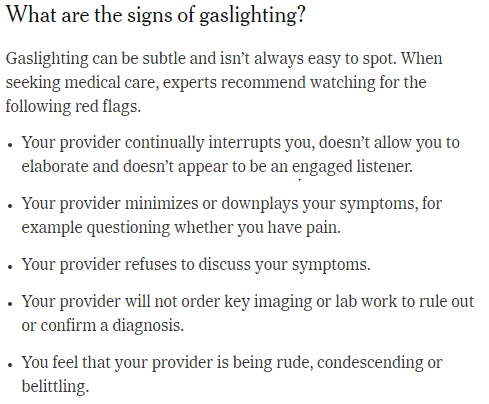 What are the signs of gaslighting?
Gaslighting can be subtle and isn’t always easy to spot. When
seeking medical care, experts recommend watching for the
following red flags.
• Your provider continually interrupts you, doesn’t allow you to
elaborate and doesn’t appear to be an engaged listener.
• Your provider minimizes or downplays your symptoms, for
example questioning whether you have pain.
• Your provider refuses to discuss your symptoms.
• Your provider will not order key imaging or lab work to rule out
or confirm a diagnosis.
• You feel that your provider is being rude, condescending or
belittling.